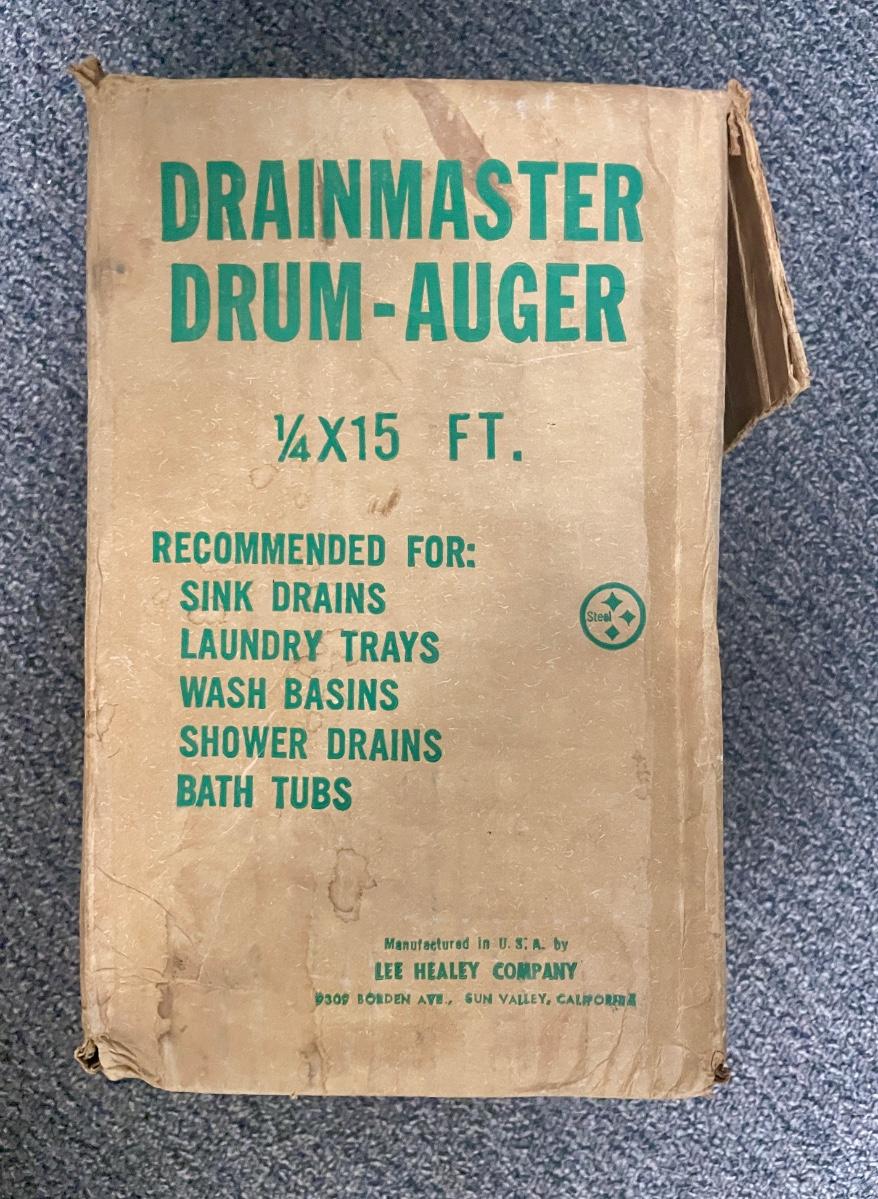 DRAINMASTER
DRUM-AUGER
¼X15 FT.
RECOMMENDED FOR:
SINK DRAINS
LAUNDRY TRAYS
WASH BASINS
SHOWER DRAINS
BATH TUBS
Steel
Manufactured in U. S. A. by
LEE HEALEY COMPANY
9309 BORDEN AVE., SUN VALLEY, CALIFORNIA